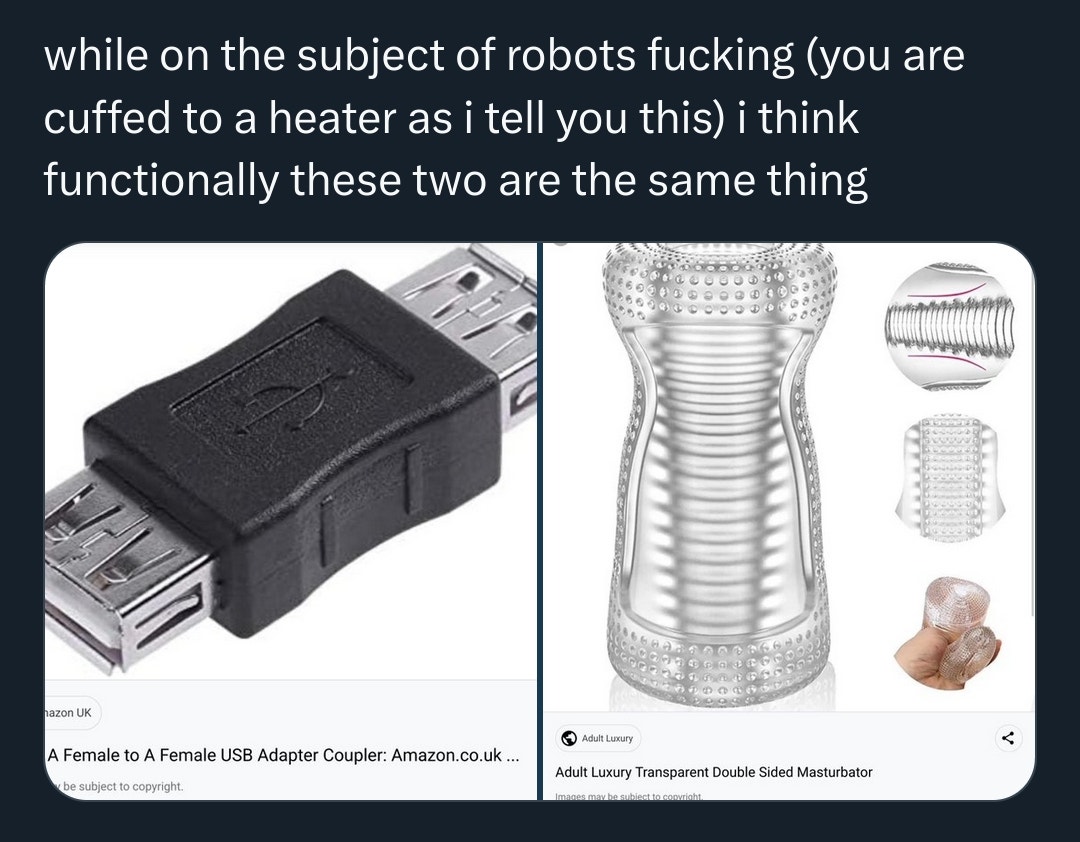 while on the subject of robots fucking (you are
cuffed to a heater as i tell you this) i think
functionally these two are the same thing
azon UK
A Female to A Female USB Adapter Coupler: Amazon.co.uk ...
y be subject to copyright.
Adult Luxury
Adult Luxury Transparent Double Sided Masturbator
Images may be subject to copyright.